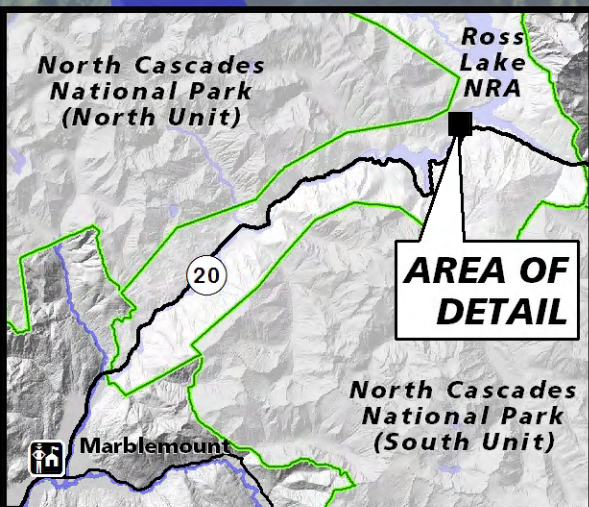 North Cascades
National Park
(North Unit)
Ross
Lake
NRA
20
AREA OF
DETAIL
North Cascades
National Park
(South Unit)
Marblemount